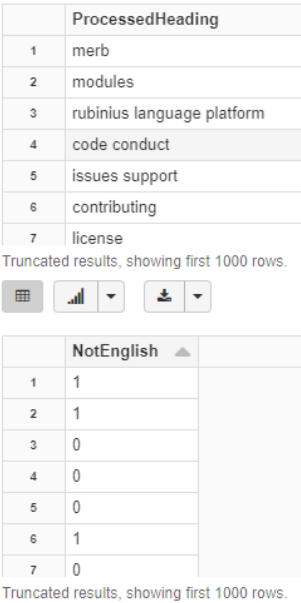 ProcessedHeading
1 merb
2 modules
3 rubinius language platform
4 code conduct
5 issues support
6 contributing
7 license
Truncated results, showing first 1000 rows.
NotEnglish
1 1
2 1
3 0
4 0
5 0
6 1
7 0
Truncated results, showing first 1000 rows.